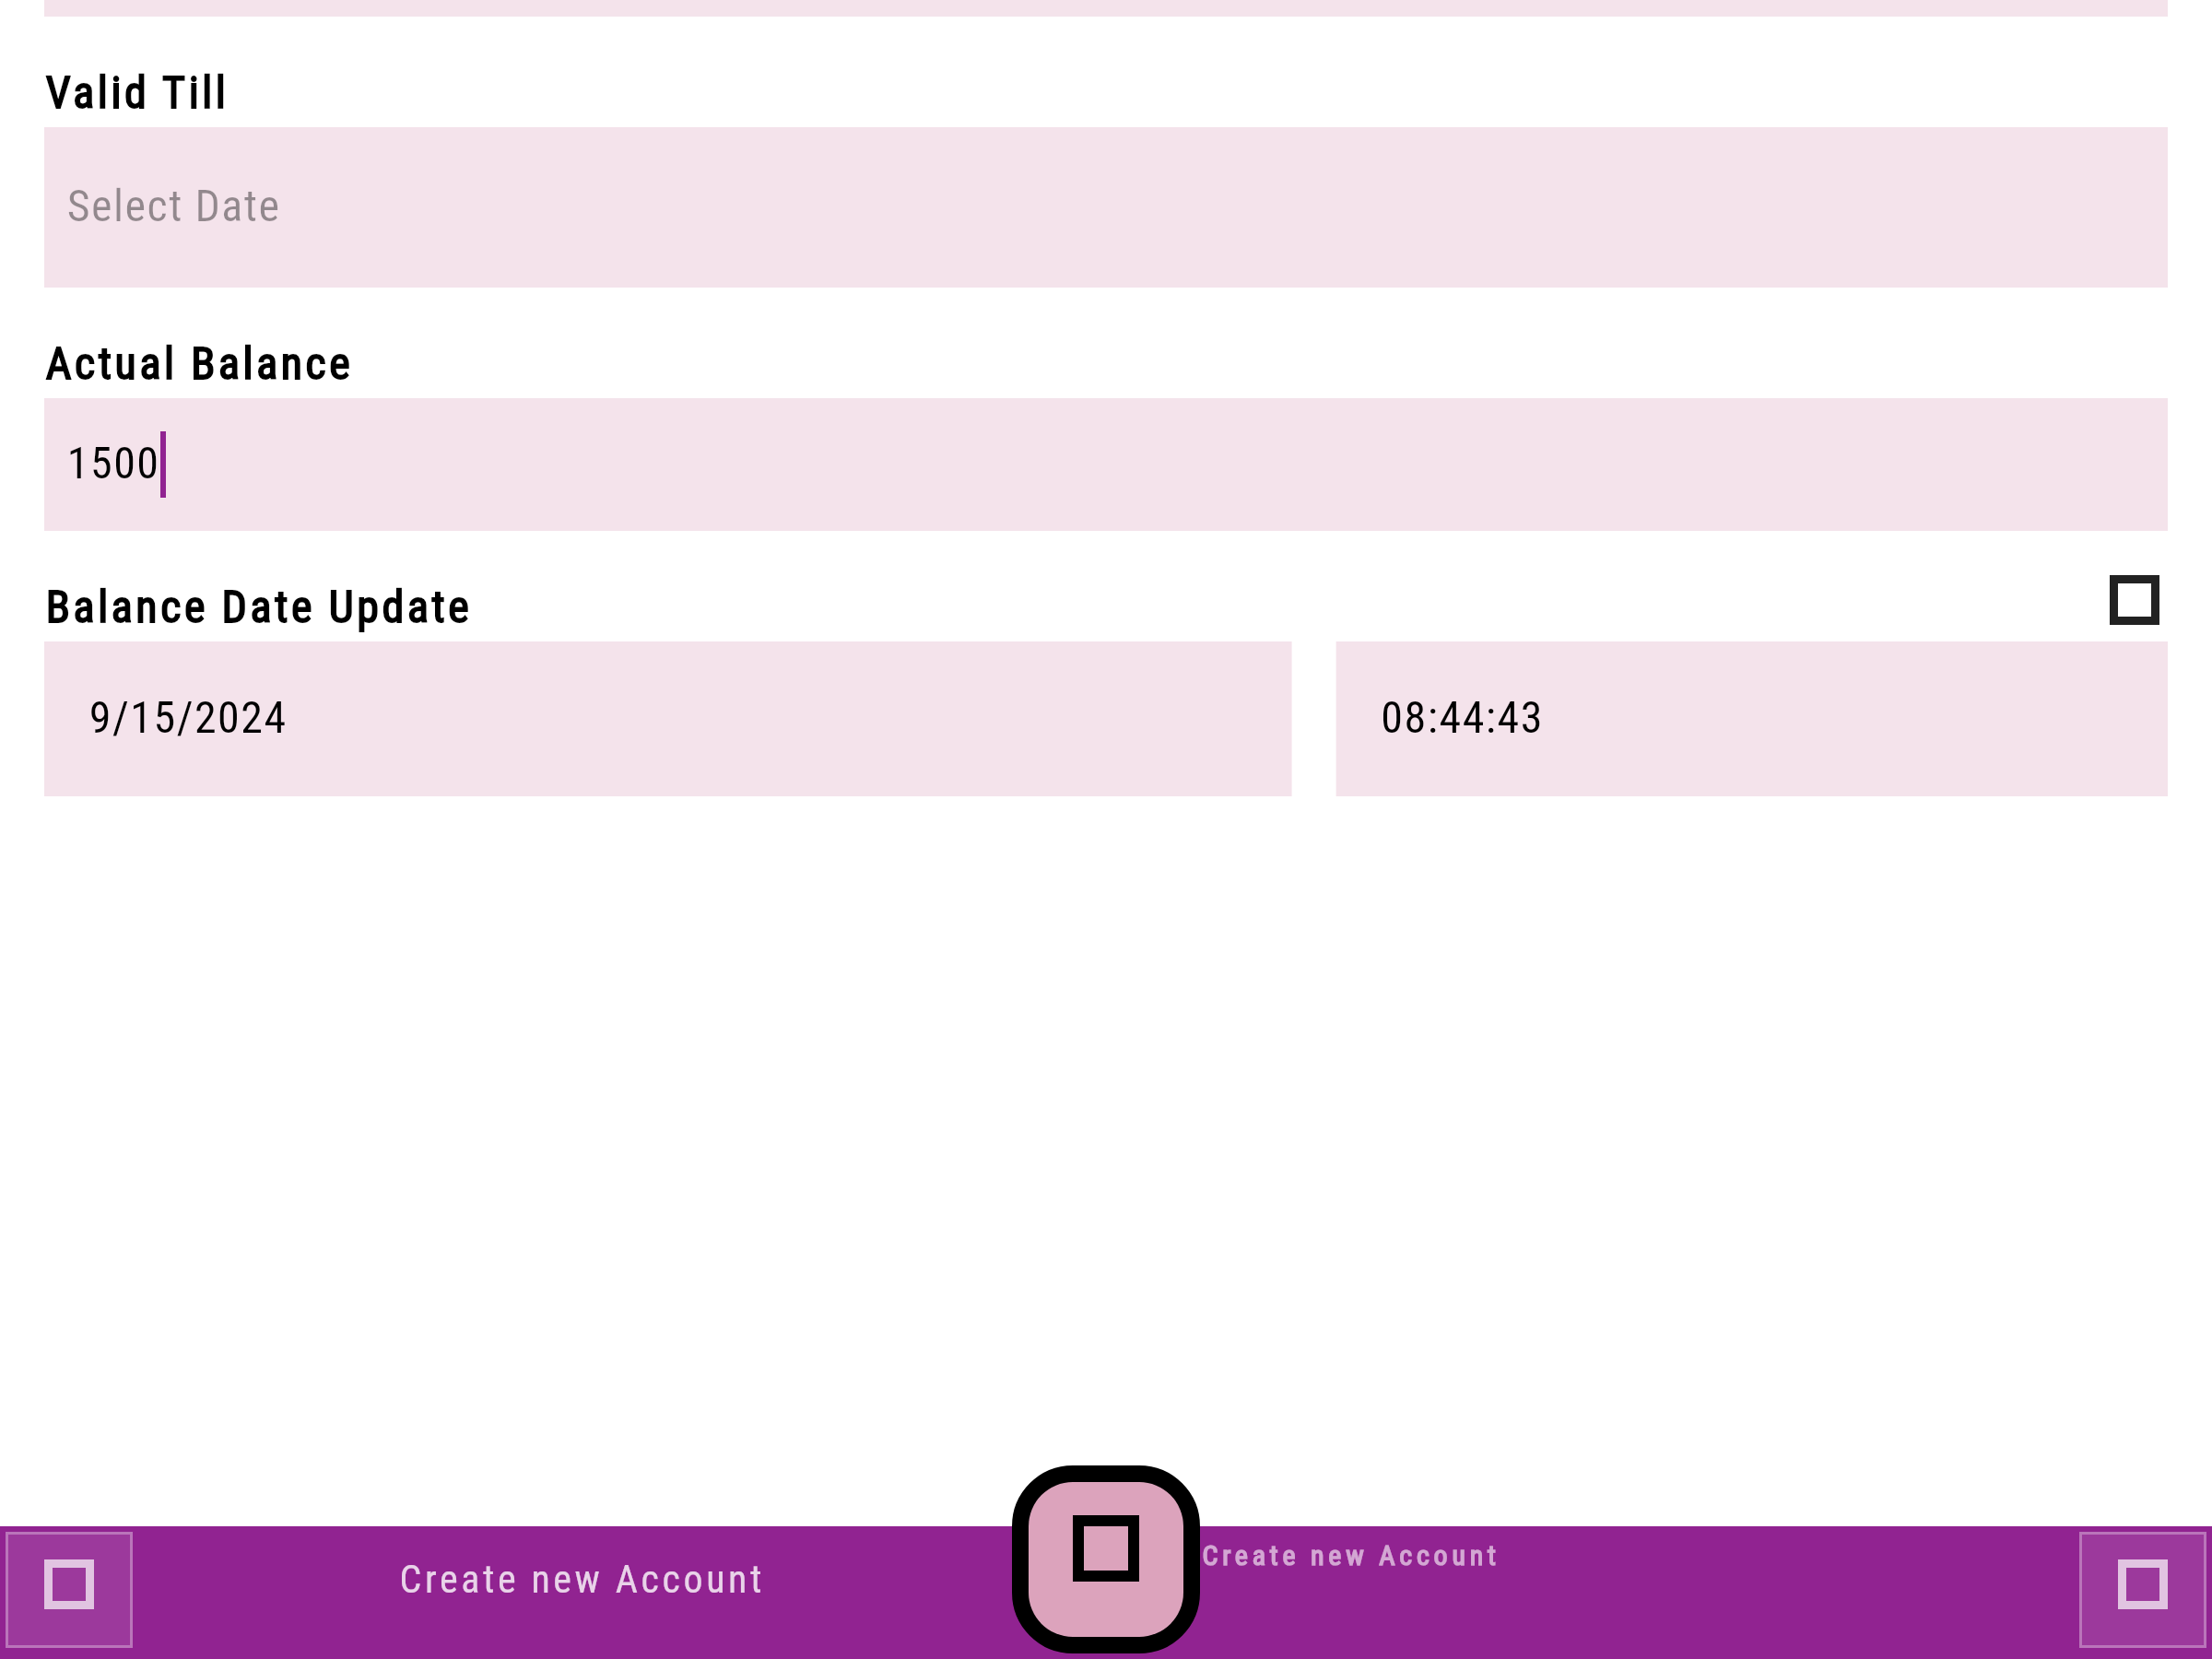 Valid Till
Select Date
Actual Balance
1500
Balance Date Update
9/15/2024
08:44:43
Create new Account
Create new Account